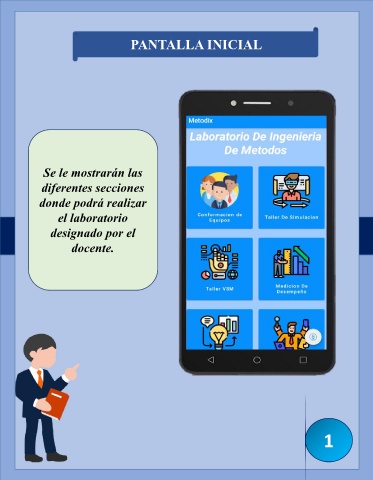 PANTALLA INICIAL
Se le mostrarán las
diferentes secciones
donde podrá realizar
el laboratorio
designado por el
docente.
Metodix
Laboratorio De Ingeniería
De Metodos
Conformacion de
Equipos
Taller De Simulacion
Taller VSM
Medicion De
Desempeño
1